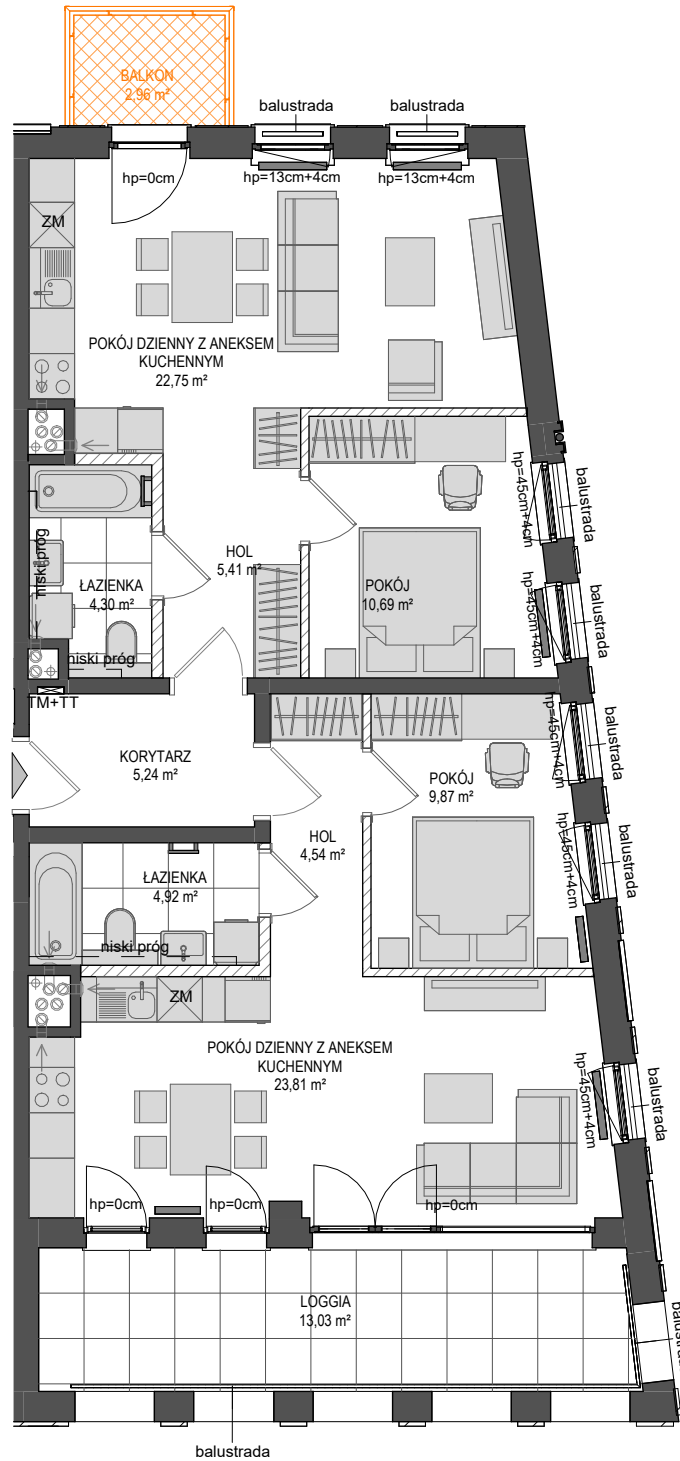 BALKON
2,96 m²
balustrada
balustrada
hp=0cm
hp=13cm+4cm
hp=13cm+4cm
ZM
POKÓJ DZIENNY Z ANEKSEM
KUCHENNYM
22,75 m²
hp=45cm+4cm
balustrada
niski próg
HOL
5,41 m²
ŁAZIENKA
4,30 m²
POKÓJ
10,69 m²
hp=45cm+4cm
balustrada
niski próg
TM+TT
KORYTARZ
5,24 m²
POKÓJ
9,87 m²
hp=45cm+4cm
balustrada
HOL
4,54 m²
hp=45cm+4cm
balustrada
ŁAZIENKA
4,92 m²
niski próg
ZM
POKÓJ DZIENNY Z ANEKSEM
KUCHENNYM
23,81 m²
hp=45cm+4cm
balustrada
hp=0cm
hp=0cm
hp=0cm
LOGGIA
13,03 m²
balustrada
balustrada